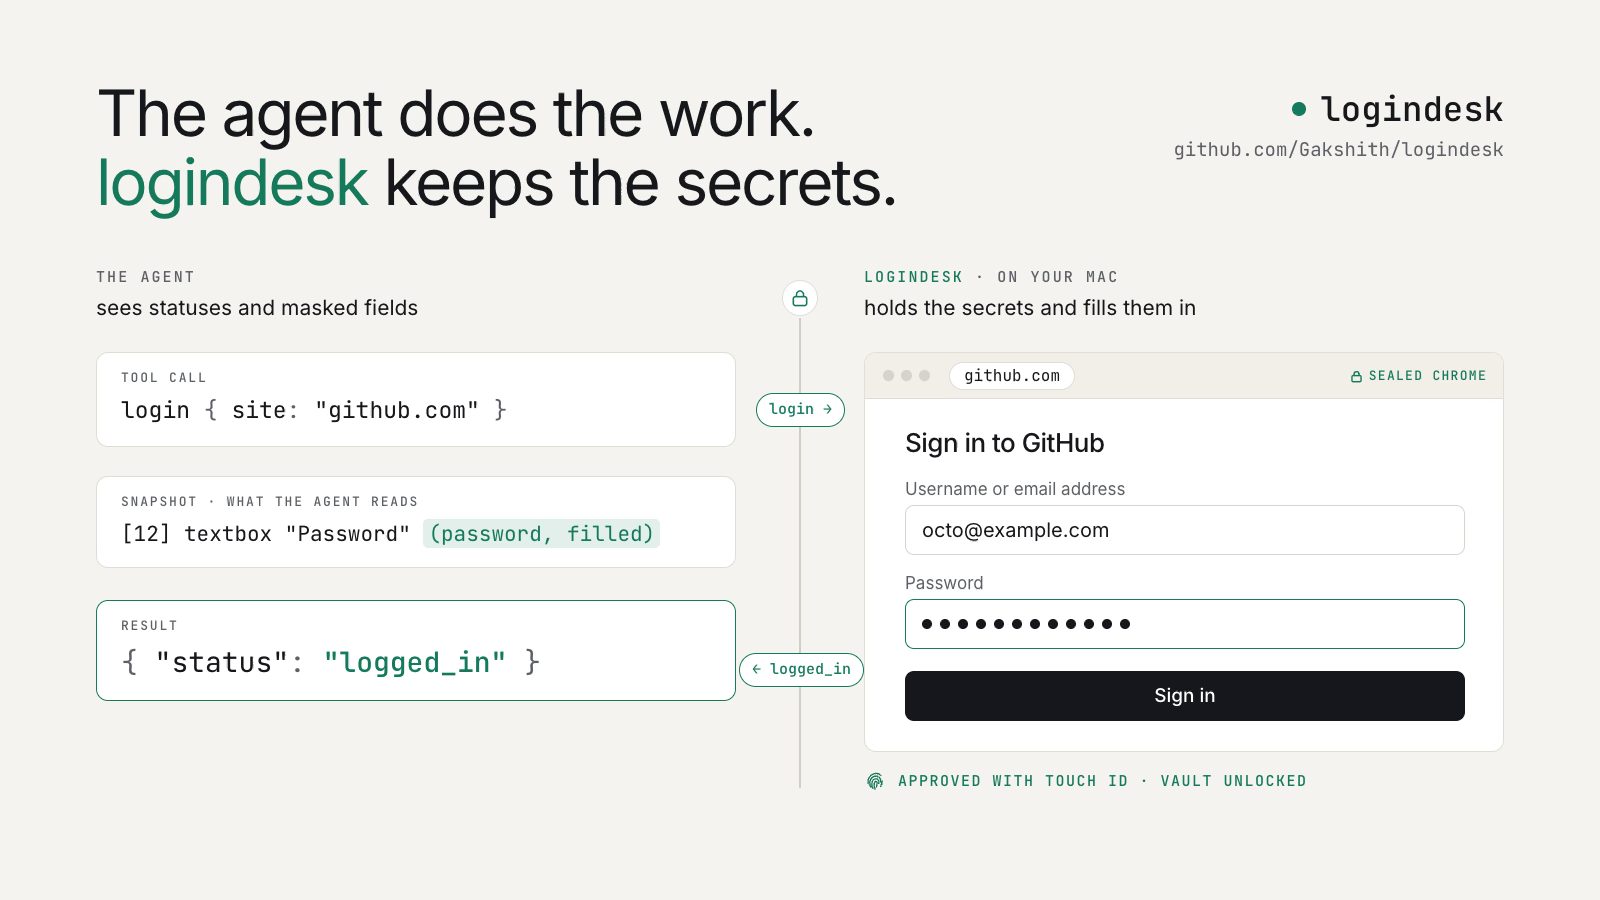 The agent does the work.
logindesk keeps the secrets.
logindesk
github.com/Gakshith/logindesk
THE AGENT
sees statuses and masked fields
TOOL CALL
login { site: "github.com" }
SNAPSHOT · WHAT THE AGENT READS
[12] textbox "Password" (password, filled)
RESULT
{ "status": "logged_in" }
login →
← logged_in
LOGINDESK · ON YOUR MAC
holds the secrets and fills them in
github.com
SEALED CHROME
Sign in to GitHub
Username or email address
octo@example.com
Password
●●●●●●●●●●●●
Sign in
APPROVED WITH TOUCH ID · VAULT UNLOCKED